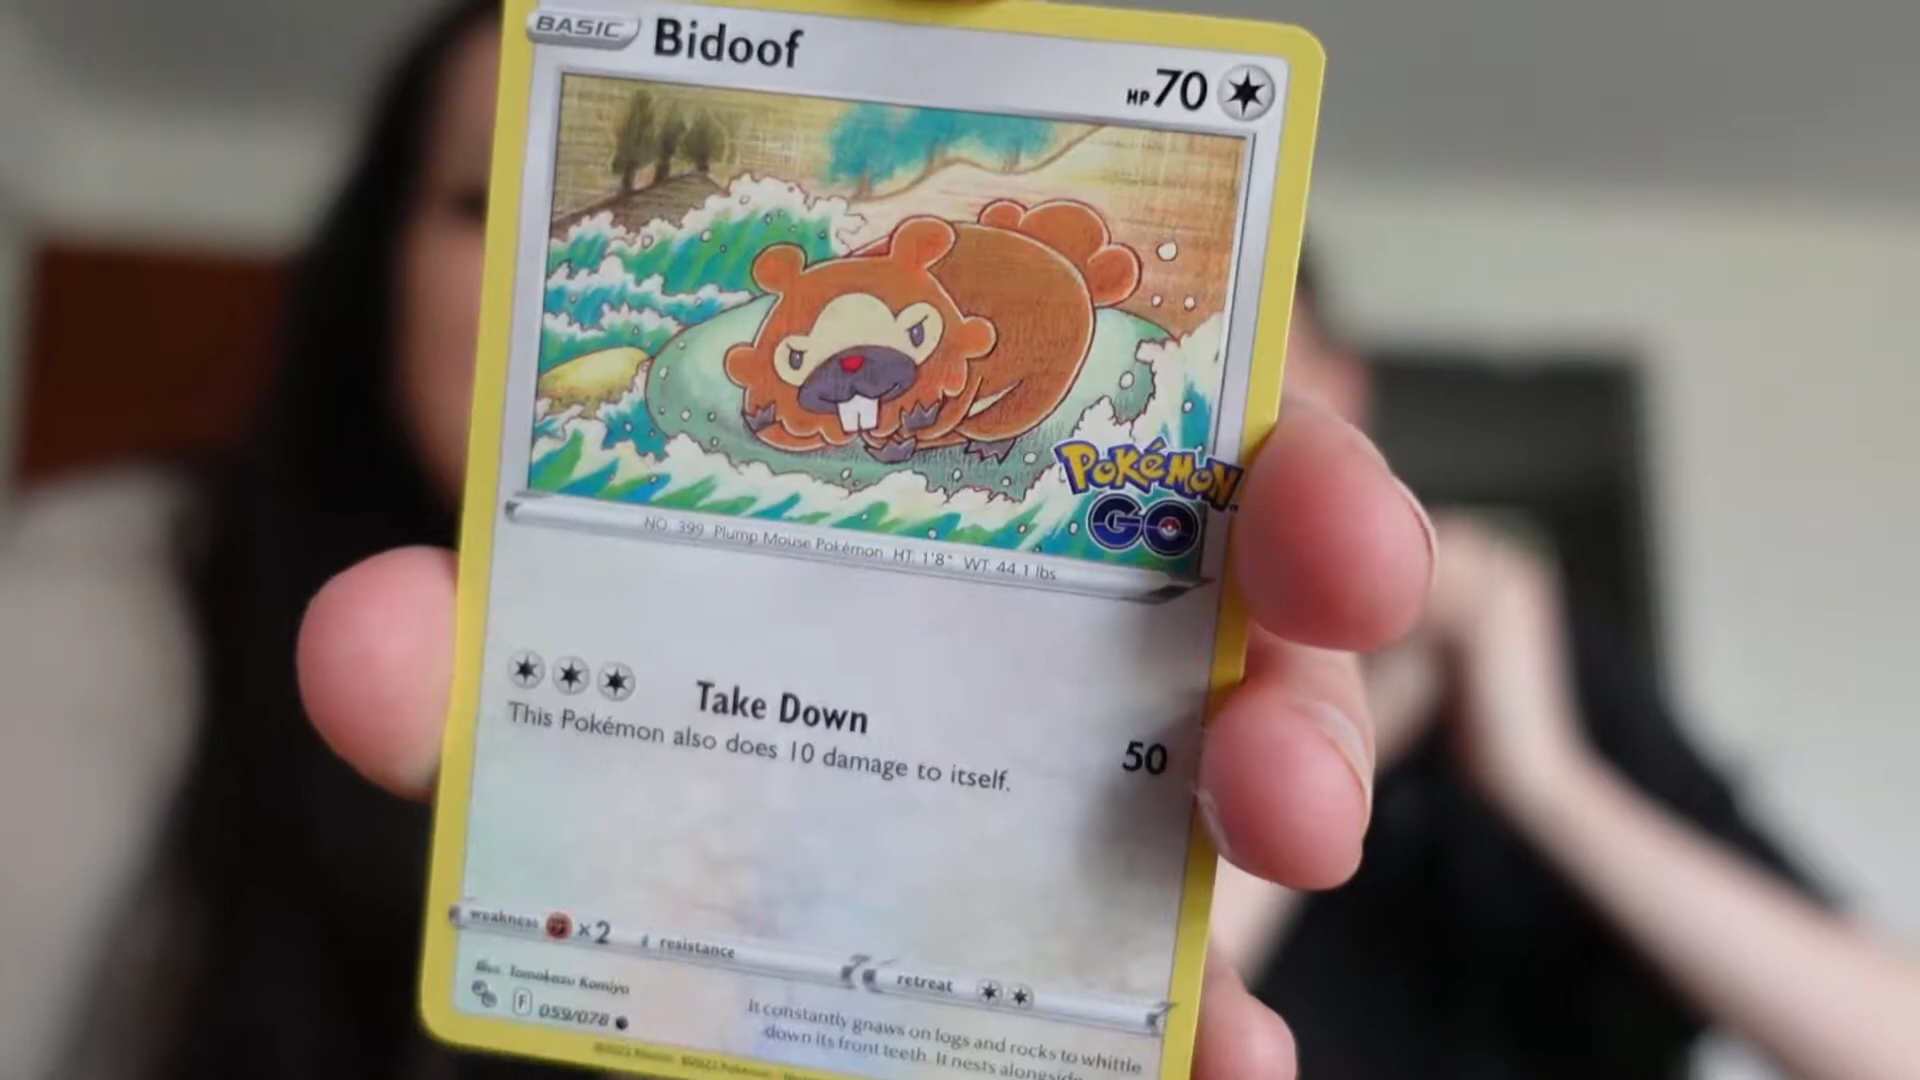 BASIC Bidoof HP 70
POKéMON
GO
NO. 399 Plump Mouse Pokémon HT: 1'8" WT: 44.1 lbs
Take Down 50
This Pokémon also does 10 damage to itself.
weakness ×2 resistance retreat
Illus. Tomokazu Komiya
F 059/078
It constantly gnaws on logs and rocks to whittle
down its front teeth. It nests alongside